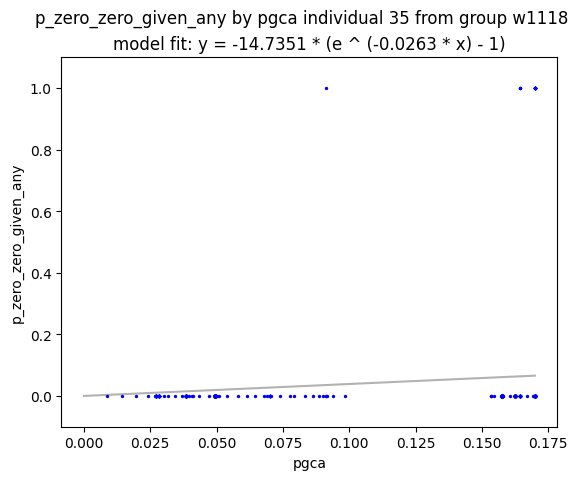 p_zero_zero_given_any by pgca individual 35 from group w1118
model fit: y = -14.7351 * (e ^ (-0.0263 * x) - 1)
p_zero_zero_given_any
1.0
0.8
0.6
0.4
0.2
0.0
0.000 0.025 0.050 0.075 0.100 0.125 0.150 0.175
pgca